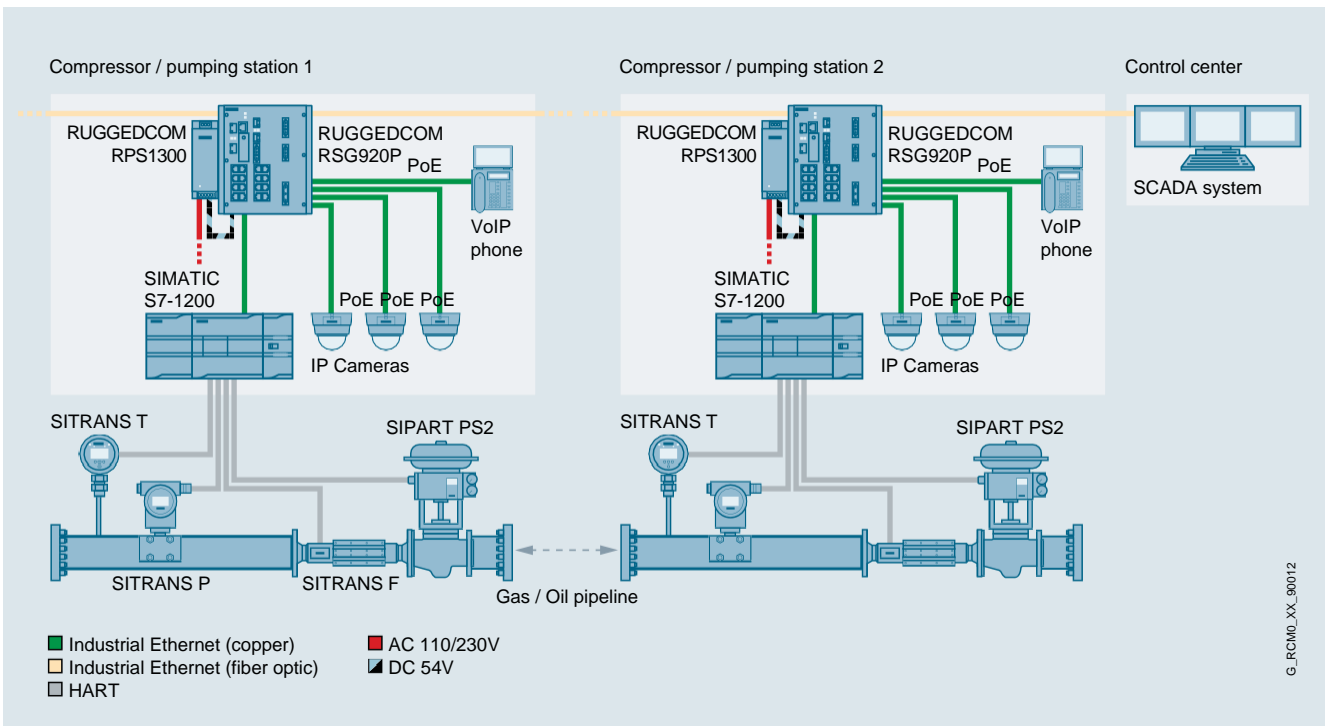 Compressor / pumping station 1
Compressor / pumping station 2
Control center
RUGGEDCOM
RPS1300
RUGGEDCOM
RSG920P
PoE
VoIP
phone
SIMATIC
S7-1200
PoE PoE PoE
IP Cameras
RUGGEDCOM
RPS1300
RUGGEDCOM
RSG920P
PoE
VoIP
phone
SIMATIC
S7-1200
PoE PoE PoE
IP Cameras
SCADA system
SITRANS T
SIPART PS2
SITRANS P
SITRANS F
SITRANS T
SIPART PS2
Gas / Oil pipeline
Industrial Ethernet (copper)
Industrial Ethernet (fiber optic)
HART
AC 110/230V
DC 54V
G_RCM0_XX_90012